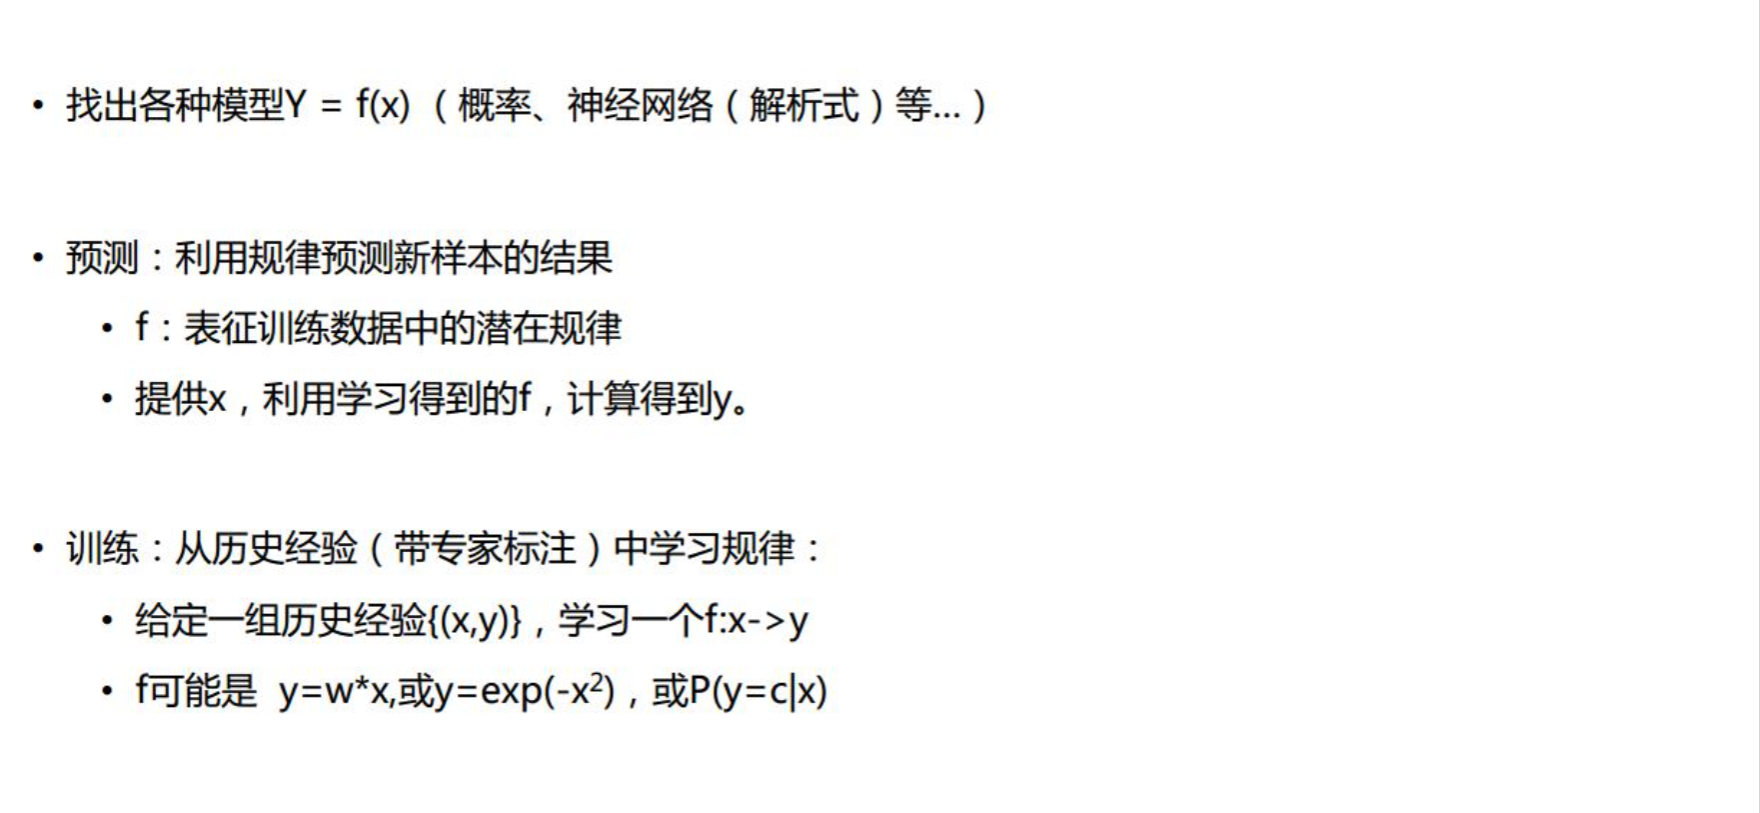 • 找出各种模型Y = f(x) （概率、神经网络（解析式）等...）
• 预测：利用规律预测新样本的结果
• f：表征训练数据中的潜在规律
• 提供x，利用学习得到的f，计算得到y。
• 训练：从历史经验（带专家标注）中学习规律：
• 给定一组历史经验{(x,y)}，学习一个f:x->y
• f可能是 y=w*x,或y=exp(-x²)，或P(y=c|x)